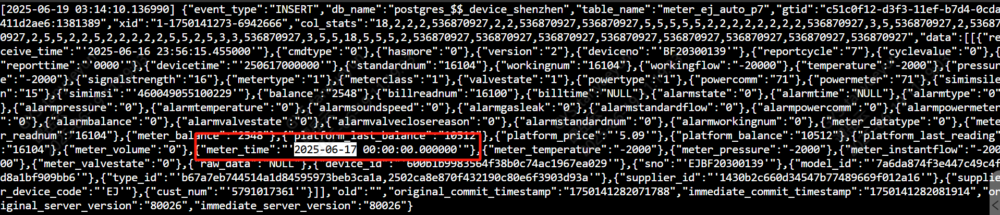 [2025-06-19 03:14:10.136990] {"event_type":"INSERT","db_name":"postgres_$$_device_shenzhen","table_name":"meter_ej_auto_p7","gtid":"c51c0f12-d3f3-11ef-b7d4-0cda
411d2ae6:1381389","xid":"1-1750141273-6942666","col_stats":"18,2,2,2,536870927,2,2,536870927,536870927,5,5,5,5,5,2,2,2,2,2,2,2,2,536870927,3,5,536870927,2,53687
0927,2,5,5,2,2,5,2,2,2,2,2,5,5,2,5,3,3,536870927,3,5,5,18,5,5,5,2,536870927,536870927,536870927,536870927,536870927,536870927,536870927","data":[[{"re
ceive_time":"'2025-06-16 23:56:15.455000'"},{"cmdtype":"0"},{"hasmore":"0"},{"version":"2"},{"deviceno":"'BF20300139'"},{"reportcycle":"7"},{"cyclevalue":"0"},{
"reporttime":"'0000'"},{"devicetime":"'250617000000'"},{"standardnum":"16104"},{"workingnum":"16104"},{"workingflow":"-20000"},{"temperature":"-2000"},{"pressur
e":"-2000"},{"signalstrength":"16"},{"metertype":"1"},{"meterclass":"1"},{"valvestate":"1"},{"powertype":"1"},{"powercomm":"71"},{"powermeter":"71"},{"simimsile
n":"15"},{"simimsi":"'460049055100229'"},{"balance":"2548"},{"billreadnum":"16100"},{"billtime":"NULL"},{"alarmstate":"0"},{"alarmtime":"NULL"},{"alarmtype":"0"
},{"alarmpressure":"0"},{"alarmtemperature":"0"},{"alarmsoundspeed":"0"},{"alarmgasleak":"0"},{"alarmstandardflow":"0"},{"alarmpowercomm":"0"},{"alarmpowermeter
":"0"},{"alarmbalance":"0"},{"alarmvalvestate":"0"},{"alarmvalveclosereason":"0"},{"alarmstandardnum":"0"},{"alarmworkingnum":"0"},{"meter_datatype":"0"},{"mete
r_readnum":"16104"},{"meter_balance":"2548"},{"platform_last_balance":"10512"},{"platform_price":"'5.09'"},{"platform_balance":"10512"},{"platform_last_reading"
:"16104"},{"meter_volume":"0"},{"meter_time":"'2025-06-17 00:00:00.000000'"},{"meter_temperature":"-2000"},{"meter_pressure":"-2000"},{"meter_instantflow":"-200
00"},{"meter_valvestate":"0"},{"raw_data":"NULL"},{"device_id":"'600b1b9983564f38b0c74ac1967ea029'"},{"sno":"'EJBF20300139'"},{"model_id":"'7a6da874f3e447c49c4f
d8a1bf909bb6'"},{"type_id":"'b67a7eb744514a1d84595973beb3ca1a,2502ca8e870f432190c80e6f3903d93a'"},{"supplier_id":"'1430b2c660d34547b77489669f012a16'"},{"supplie
r_device_code":"'EJ'"},{"cust_num":"'5791017361'"}]],"old":"","original_commit_timestamp":"1750141282071788","immediate_commit_timestamp":"1750141282081914","or
iginal_server_version":"80026","immediate_server_version":"80026"}